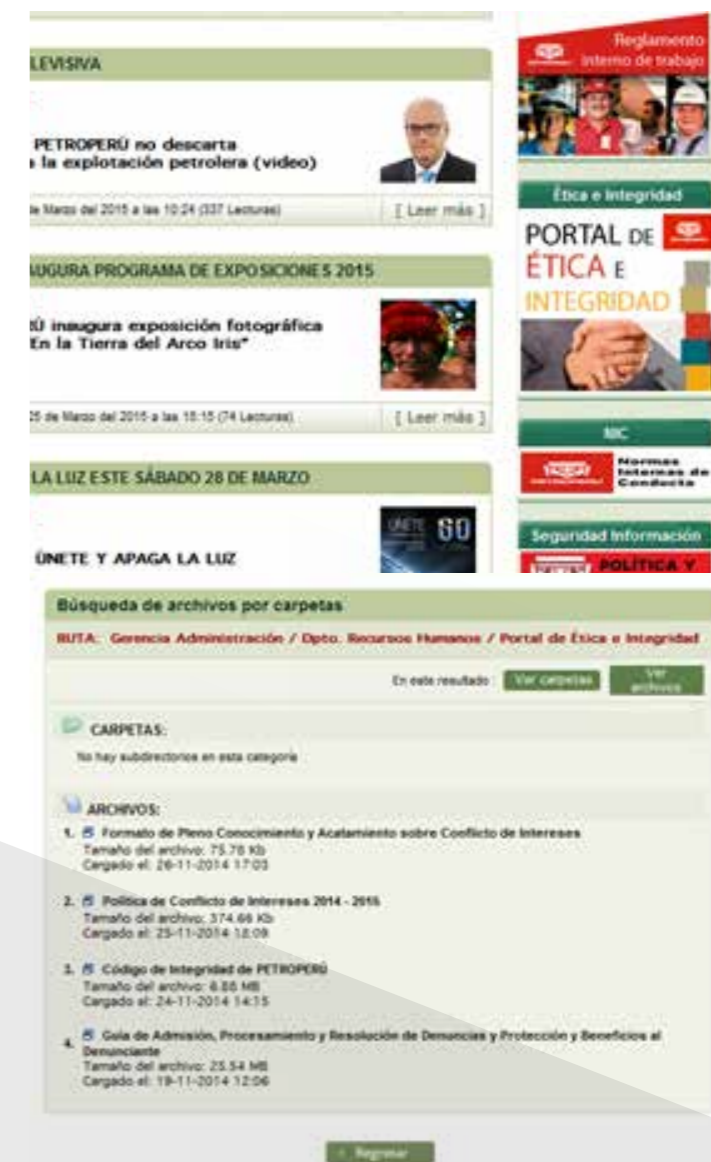 LEVISIVA
PETROPERÚ no descarta
a la explotación petrolera (video)
de Marzo del 2015 a las 10:24 (337 Lecturas)
[ Leer más ]
AUGURA PROGRAMA DE EXPOSICIONES 2015
Ú inaugura exposición fotográfica
"En la Tierra del Arco Iris"
25 de Marzo del 2015 a las 15:15 (74 Lecturas)
[ Leer más ]
LA LUZ ESTE SÁBADO 28 DE MARZO
ÚNETE 60
ÚNETE Y APAGA LA LUZ
Reglamento
interno de trabajo
Ética e Integridad
PORTAL DE
ÉTICA E
INTEGRIDAD
NIC
Normas
Internas de
Conducta
Seguridad Información
POLÍTICA Y
Búsqueda de archivos por carpetas
RUTA: Gerencia Administración / Dpto. Recursos Humanos / Portal de Ética e Integridad
En este resultado Ver carpetas Ver
archivos
CARPETAS:
No hay subdirectorios en esta categoría
ARCHIVOS:
1. Formato de Pleno Conocimiento y Acatamiento sobre Conflicto de Intereses
Tamaño del archivo: 75.78 Kb
Cargado el: 26-11-2014 17:03
2. Política de Conflicto de Intereses 2014 - 2015
Tamaño del archivo: 374.66 Kb
Cargado el: 25-11-2014 18:09
3. Código de Integridad de PETROPERÚ
Tamaño del archivo: 6.86 MB
Cargado el: 24-11-2014 14:15
4. Guía de Admisión, Procesamiento y Resolución de Denuncias y Protección y Beneficios al
Denunciante
Tamaño del archivo: 25.54 MB
Cargado el: 19-11-2014 12:06
Regresar